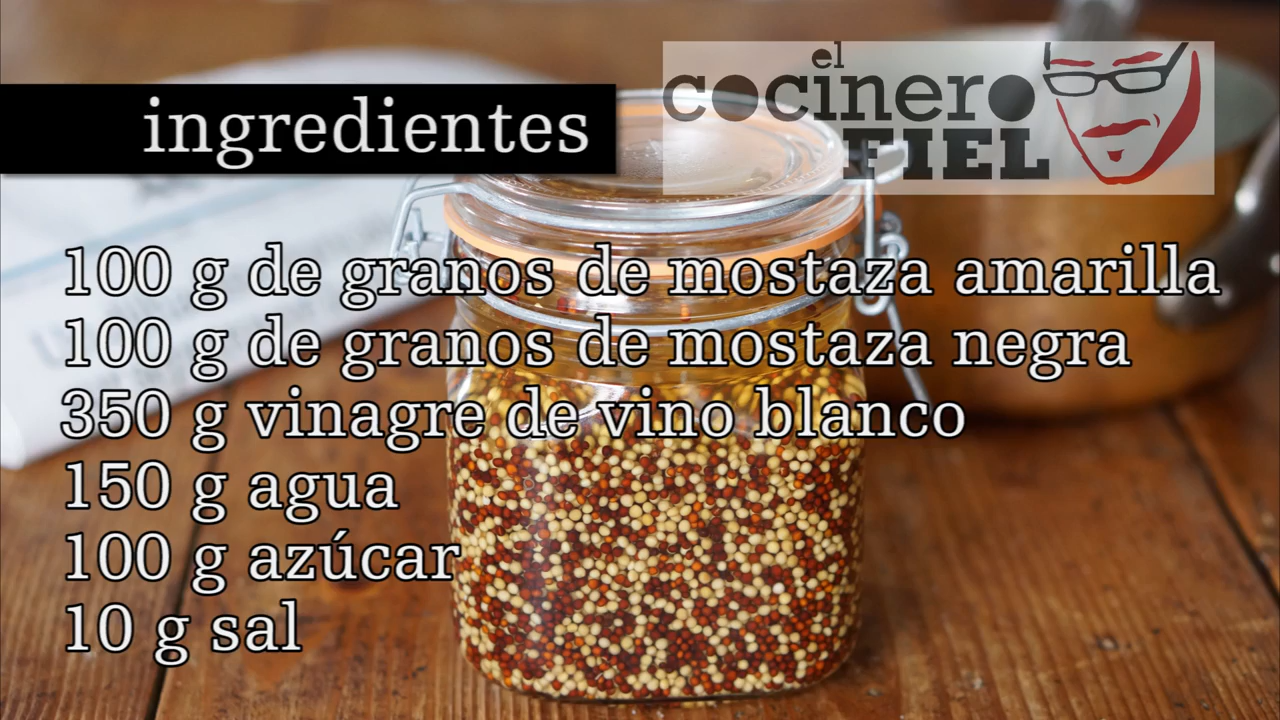 ingredientes
el
cocinero
FIEL
100 g de granos de mostaza amarilla
100 g de granos de mostaza negra
350 g vinagre de vino blanco
150 g agua
100 g azúcar
10 g sal